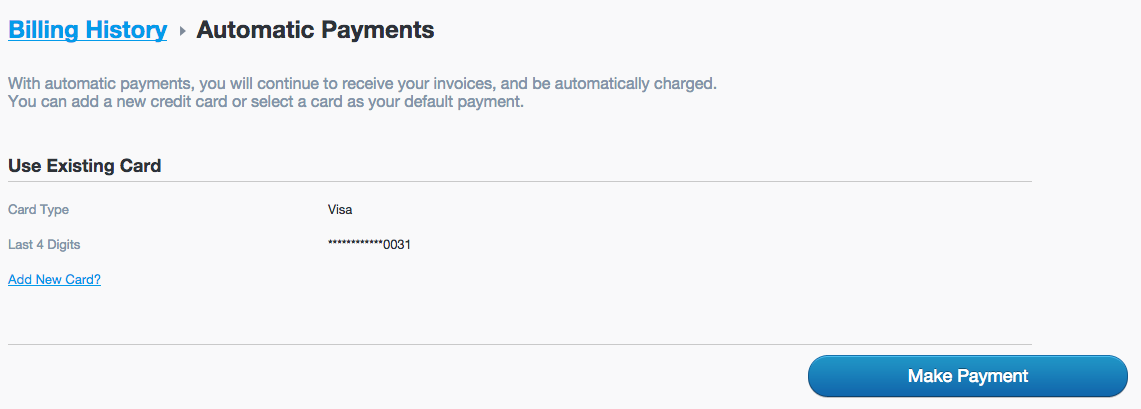 Billing History ▸ Automatic Payments
With automatic payments, you will continue to receive your invoices, and be automatically charged.
You can add a new credit card or select a card as your default payment.
Use Existing Card
Card Type Visa
Last 4 Digits ************0031
Add New Card?
Make Payment